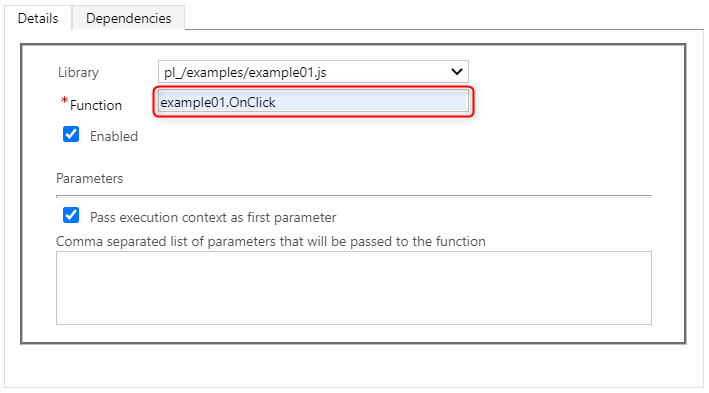 Details Dependencies
Library pl_/examples/example01.js
*Function example01.OnClick
Enabled
Parameters
Pass execution context as first parameter
Comma separated list of parameters that will be passed to the function